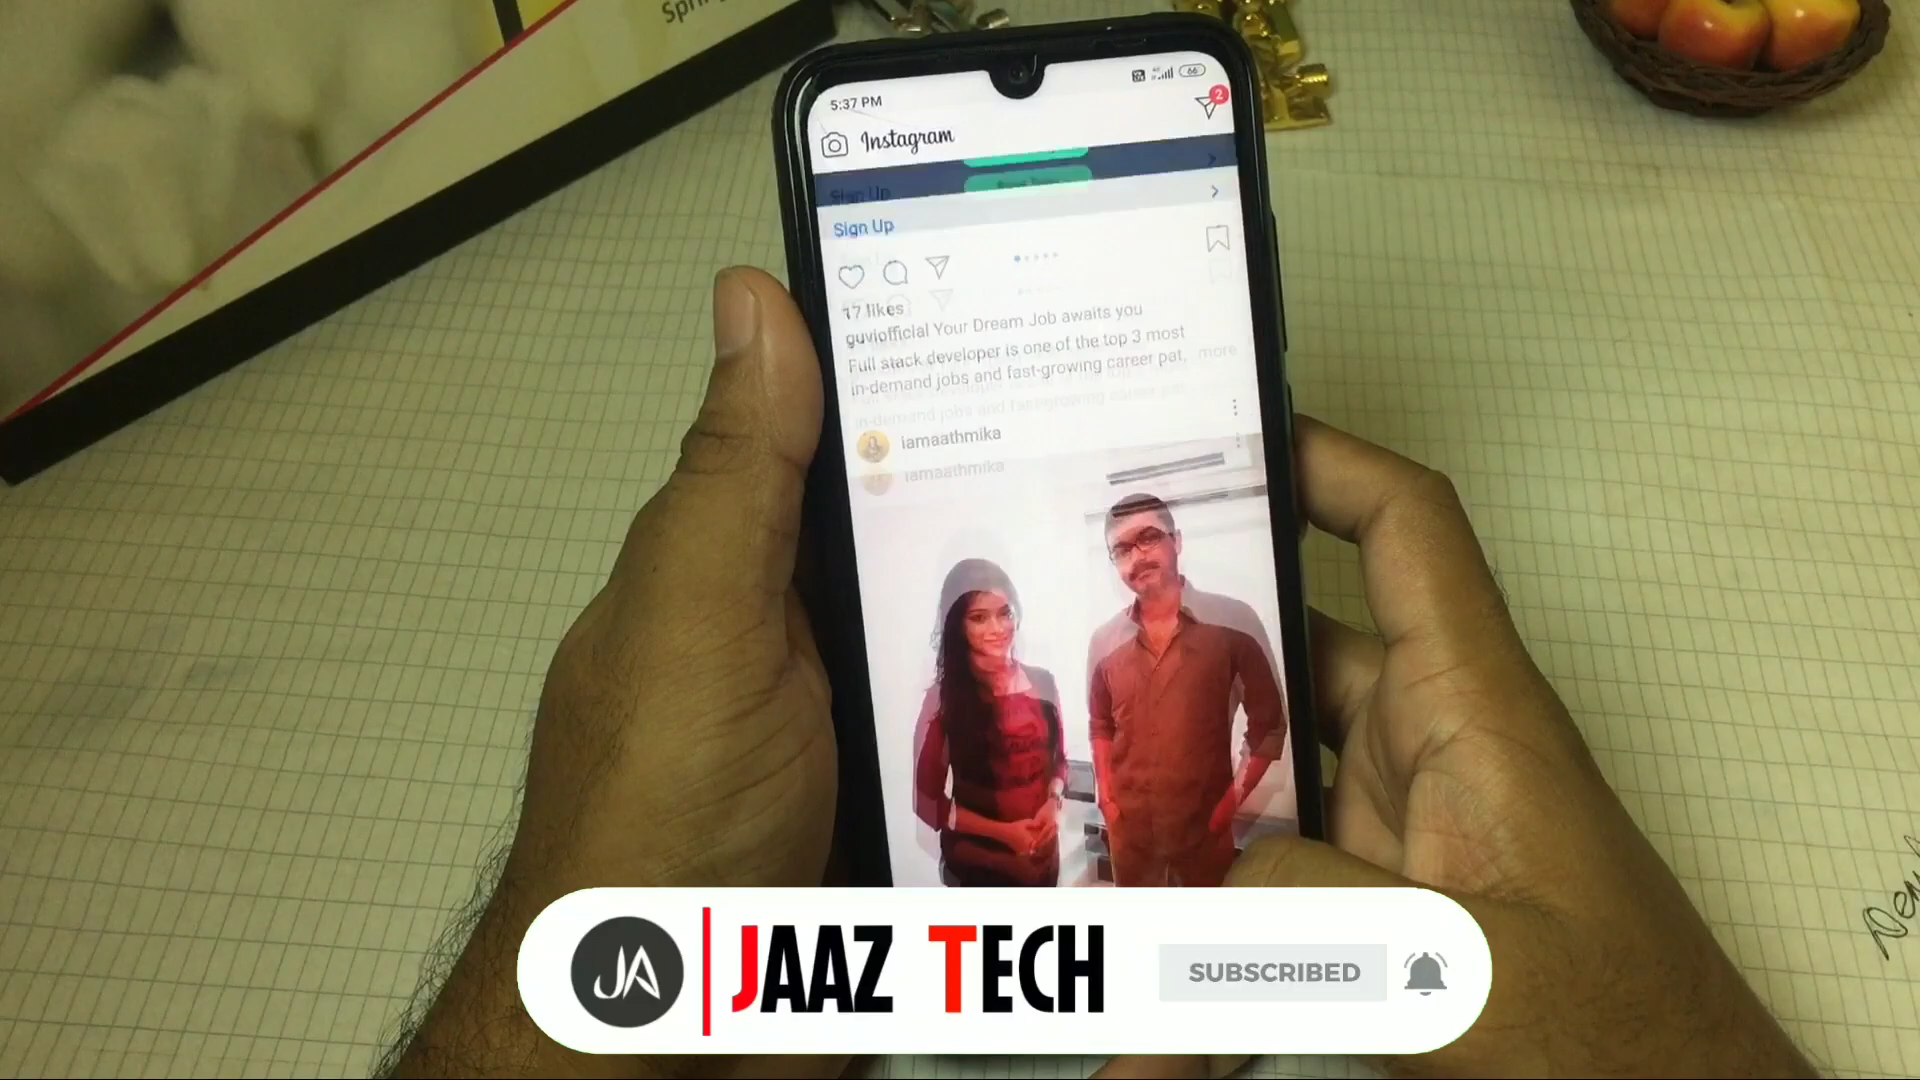 5:37 PM
66
2
Instagram
Sign Up
Sign Up
17 likes
guviofficial Your Dream Job awaits you
Full stack developer is one of the top 3 most
in-demand jobs and fast-growing career pat, more
iamaathmika
iamaathmika
JA
JAAZ TECH
SUBSCRIBED